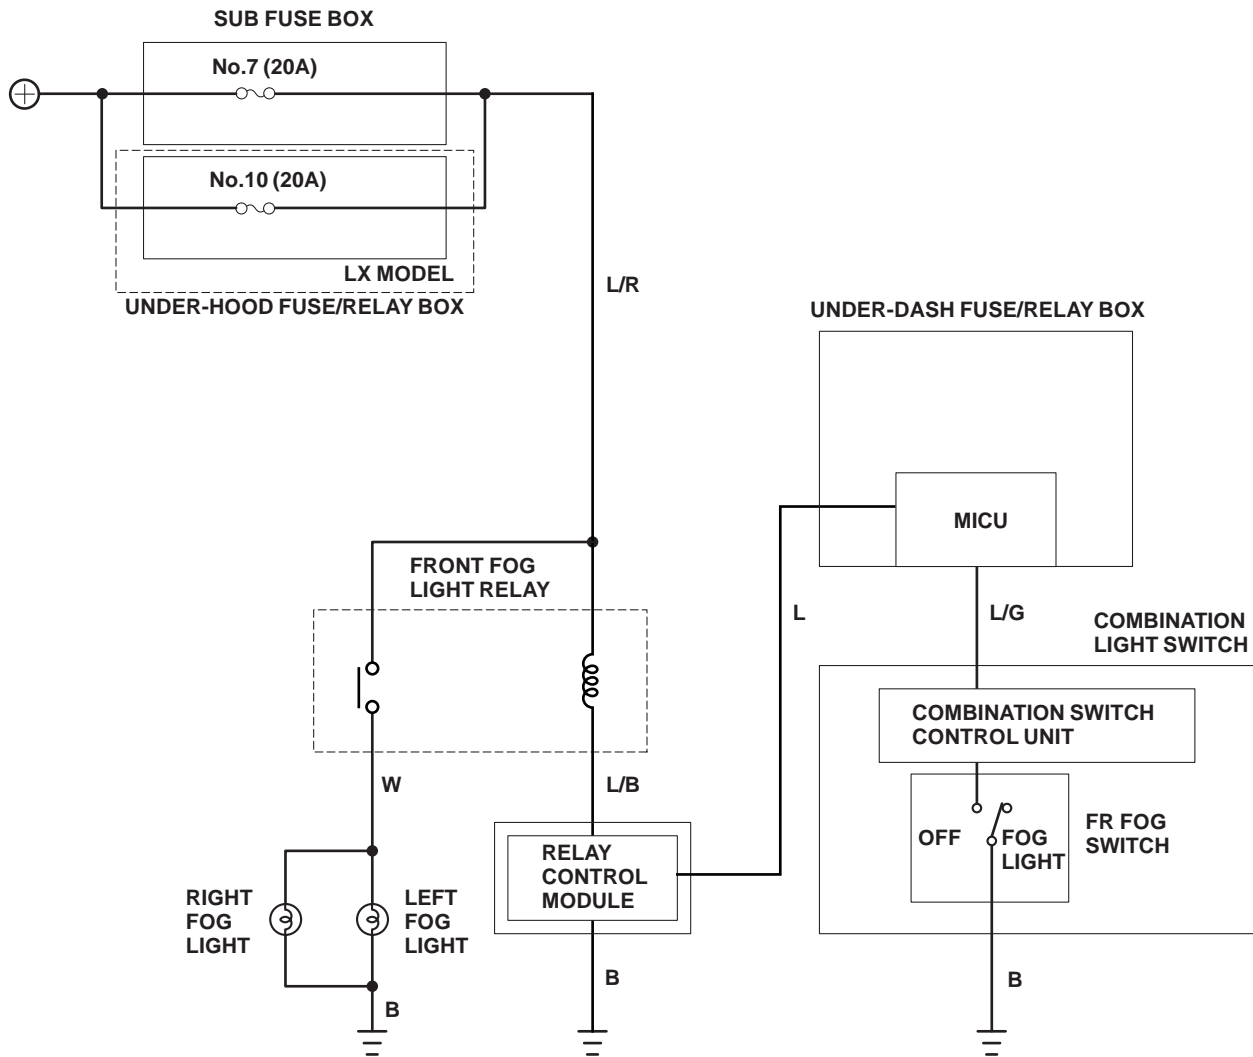 SUB FUSE BOX
No.7 (20A)
No.10 (20A)
LX MODEL
UNDER-HOOD FUSE/RELAY BOX
L/R
UNDER-DASH FUSE/RELAY BOX
MICU
FRONT FOG
LIGHT RELAY
L
L/G
COMBINATION
LIGHT SWITCH
COMBINATION SWITCH
CONTROL UNIT
W
L/B
OFF
FOG
LIGHT
FR FOG
SWITCH
RELAY
CONTROL
MODULE
RIGHT
FOG
LIGHT
LEFT
FOG
LIGHT
B
B
B